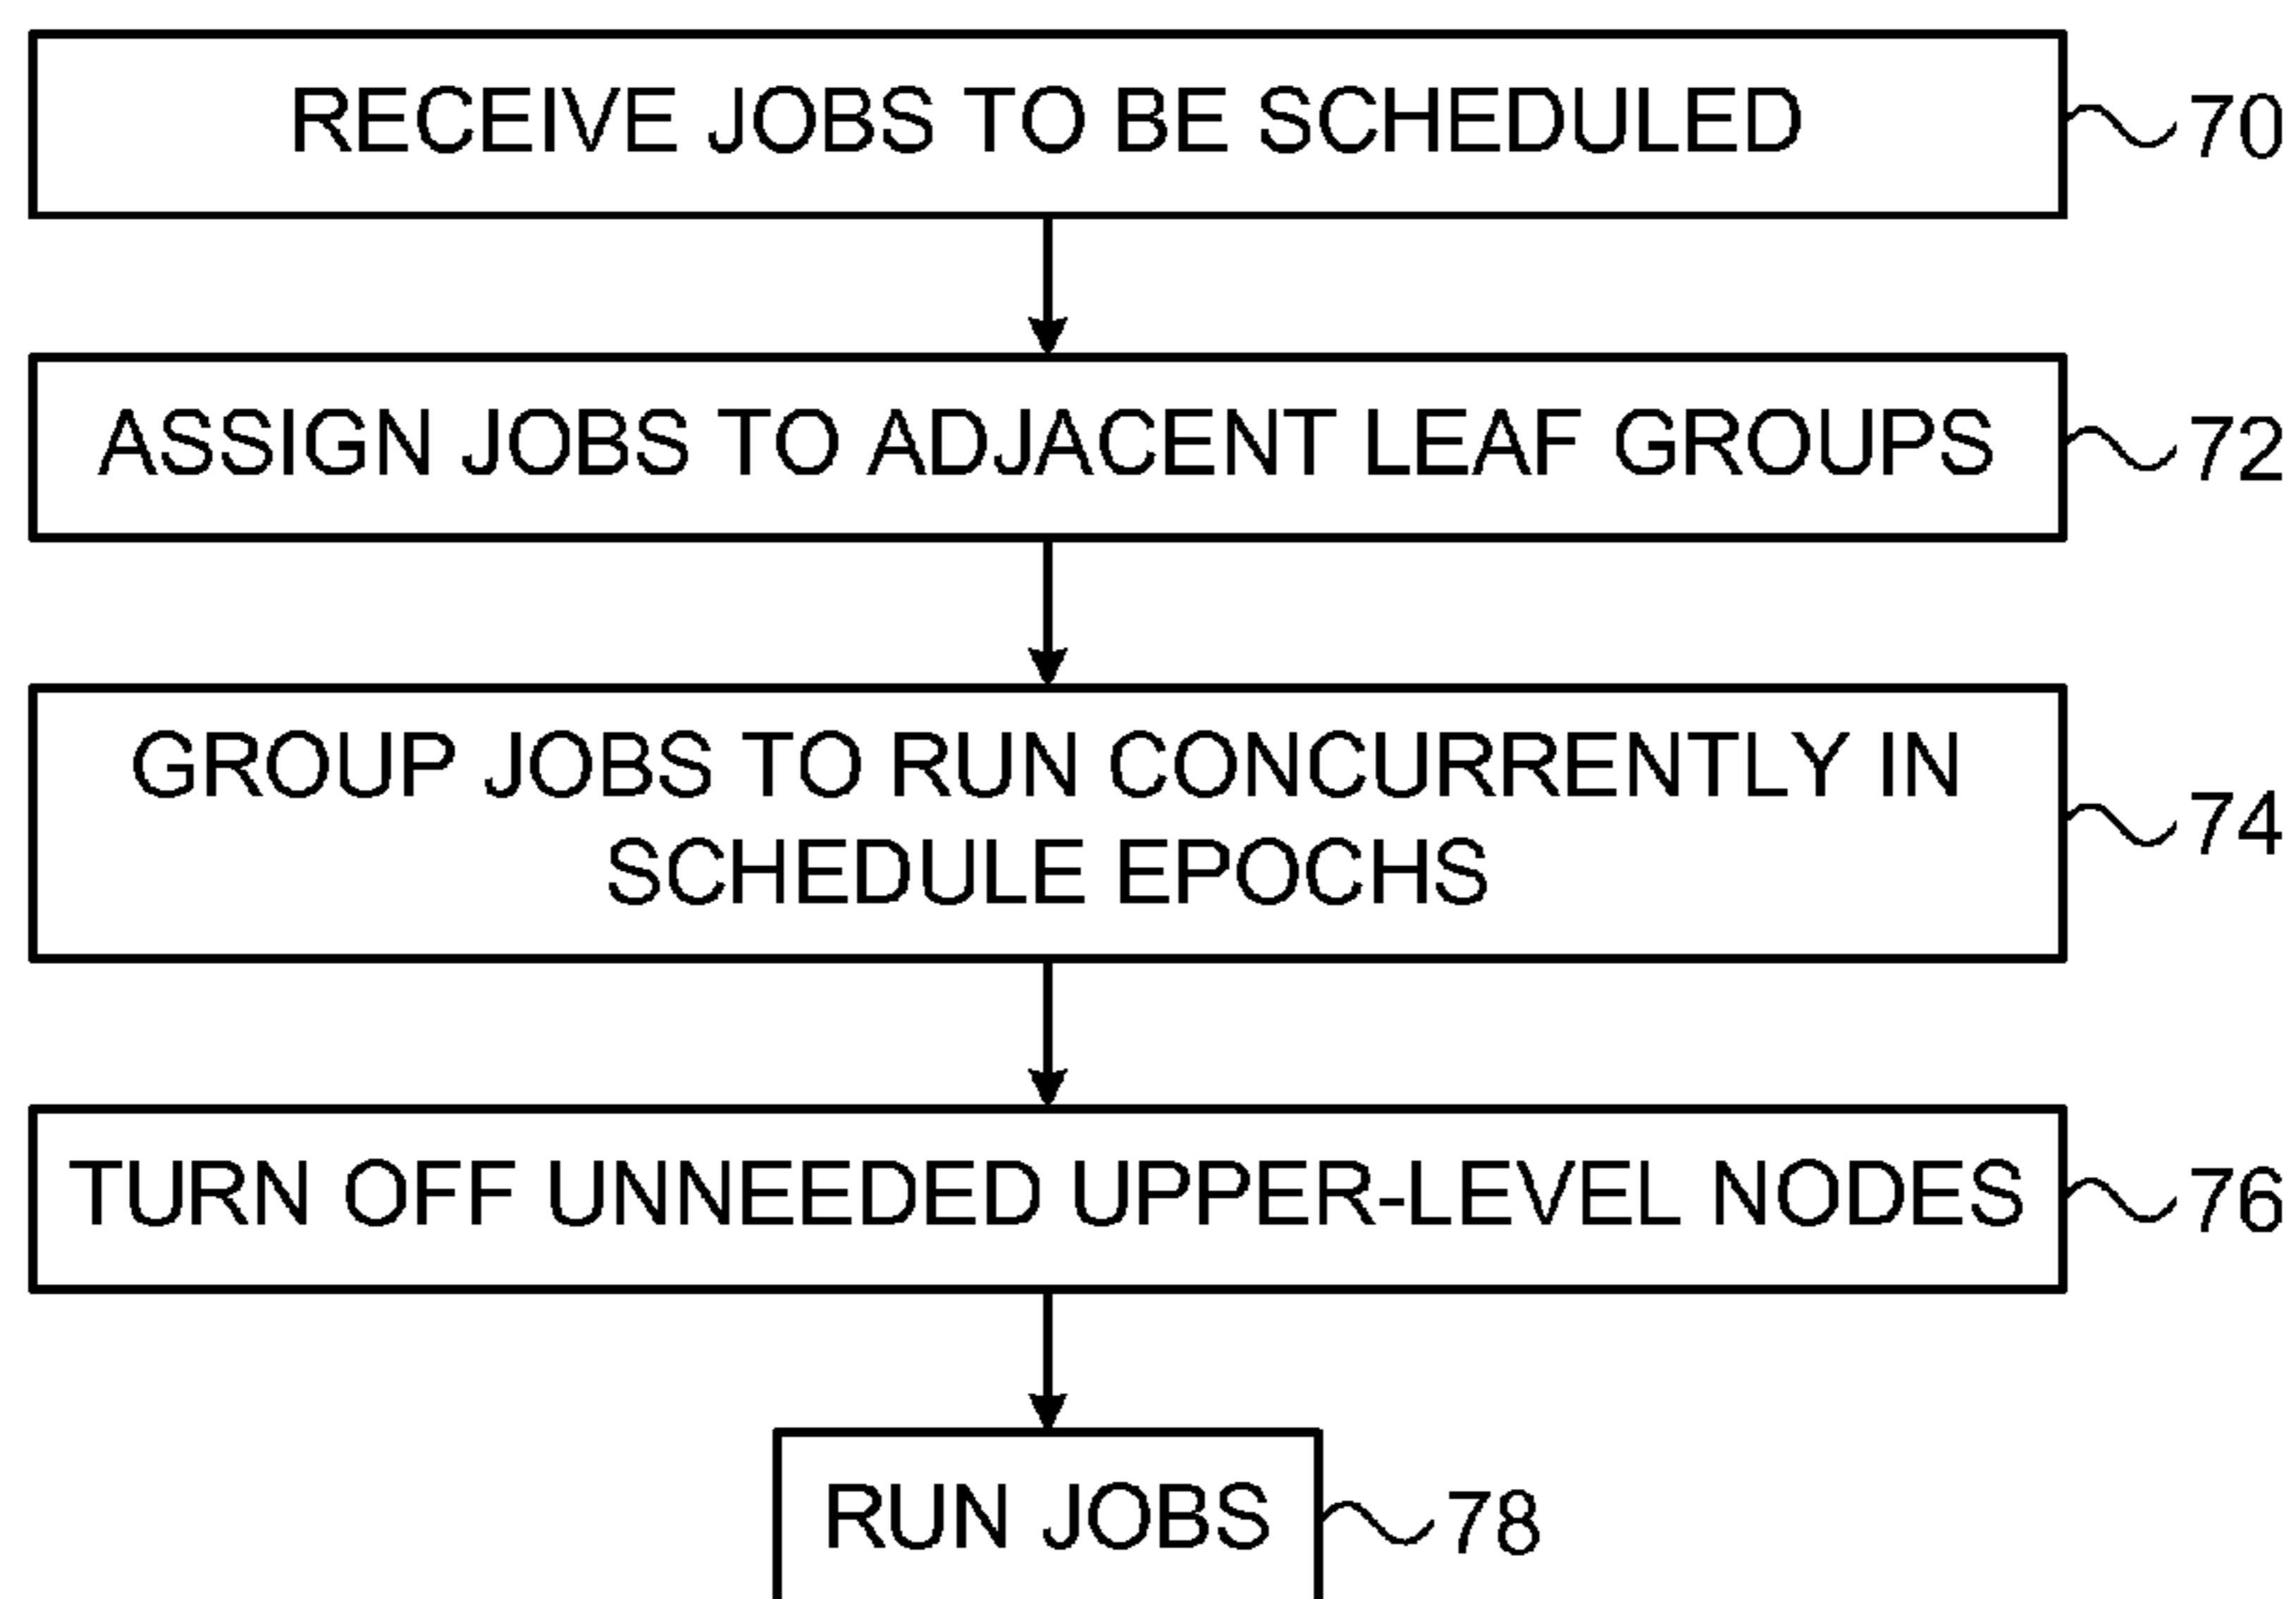 RECEIVE JOBS TO BE SCHEDULED 70
ASSIGN JOBS TO ADJACENT LEAF GROUPS 72
GROUP JOBS TO RUN CONCURRENTLY IN
SCHEDULE EPOCHS 74
TURN OFF UNNEEDED UPPER-LEVEL NODES 76
RUN JOBS 78